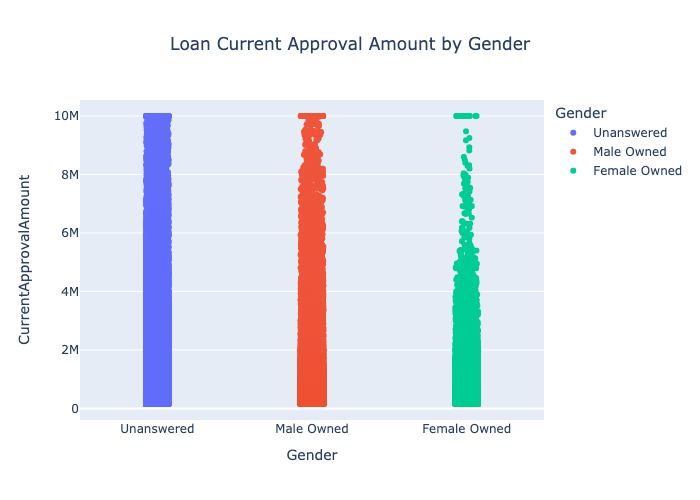 Loan Current Approval Amount by Gender
CurrentApprovalAmount
10M
8M
6M
4M
2M
0
Unanswered
Male Owned
Female Owned
Gender
Gender
Unanswered
Male Owned
Female Owned